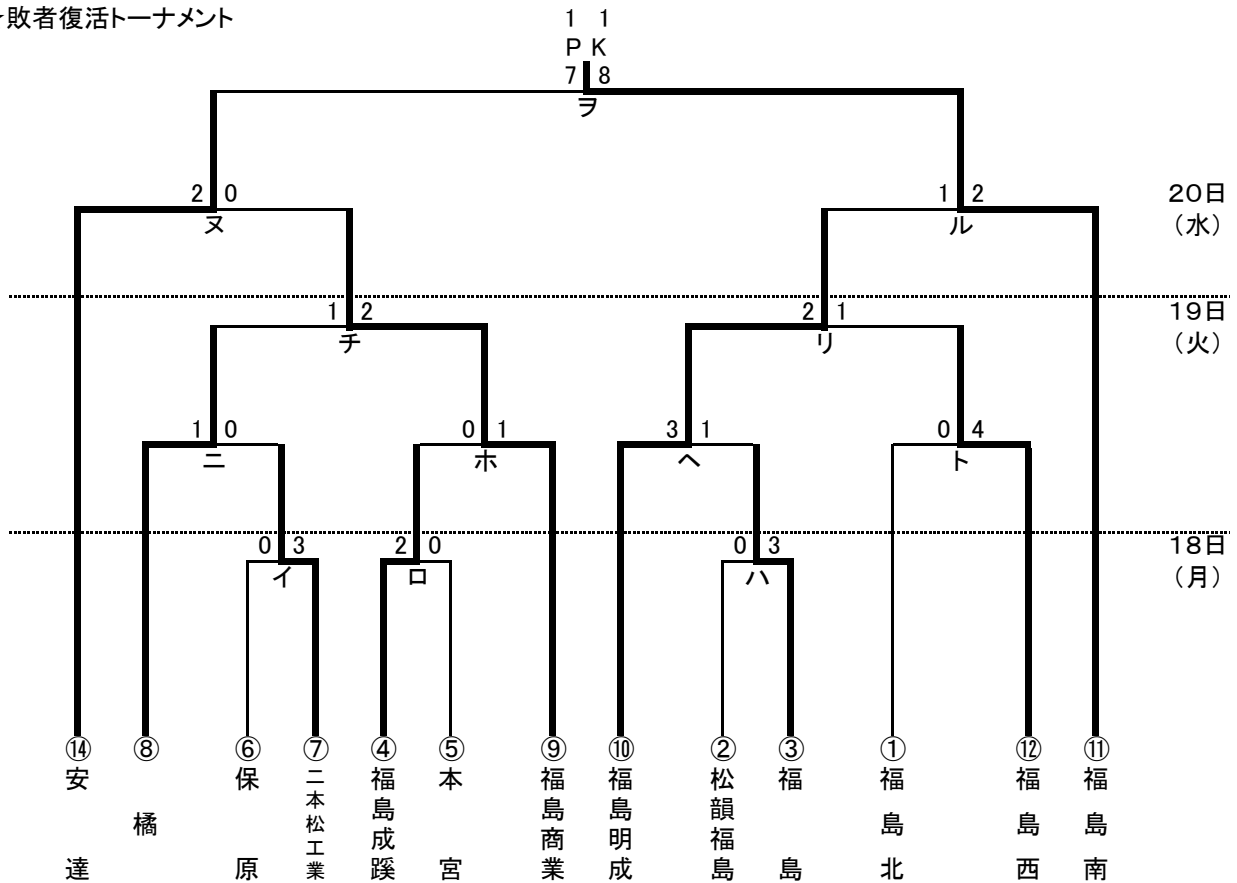 敗者復活トーナメント
1 1
P K
7 8
ヲ
2 0
ヌ
1 2
ル
20日
（水）
1 2
チ
2 1
リ
19日
（火）
1 0
ニ
0 1
ホ
3 1
ヘ
0 4
ト
0 3
イ
2 0
ロ
0 3
ハ
18日
（月）
⑭ 安達
⑧ 橘
⑥ 保原
⑦ 二本松工業
④ 福島成蹊
⑤ 本宮
⑨ 福島商業
⑩ 福島明成
② 松韻福島
③ 福島
① 福島北
⑫ 福島西
⑪ 福島南